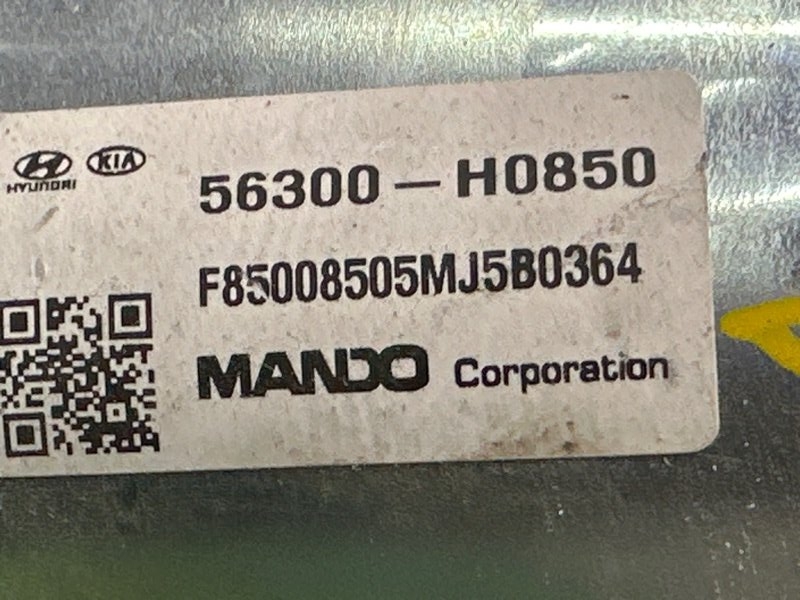 HYUNDAI KIA
56300-H0850
F85008505MJ5B0364
MANDO Corporation